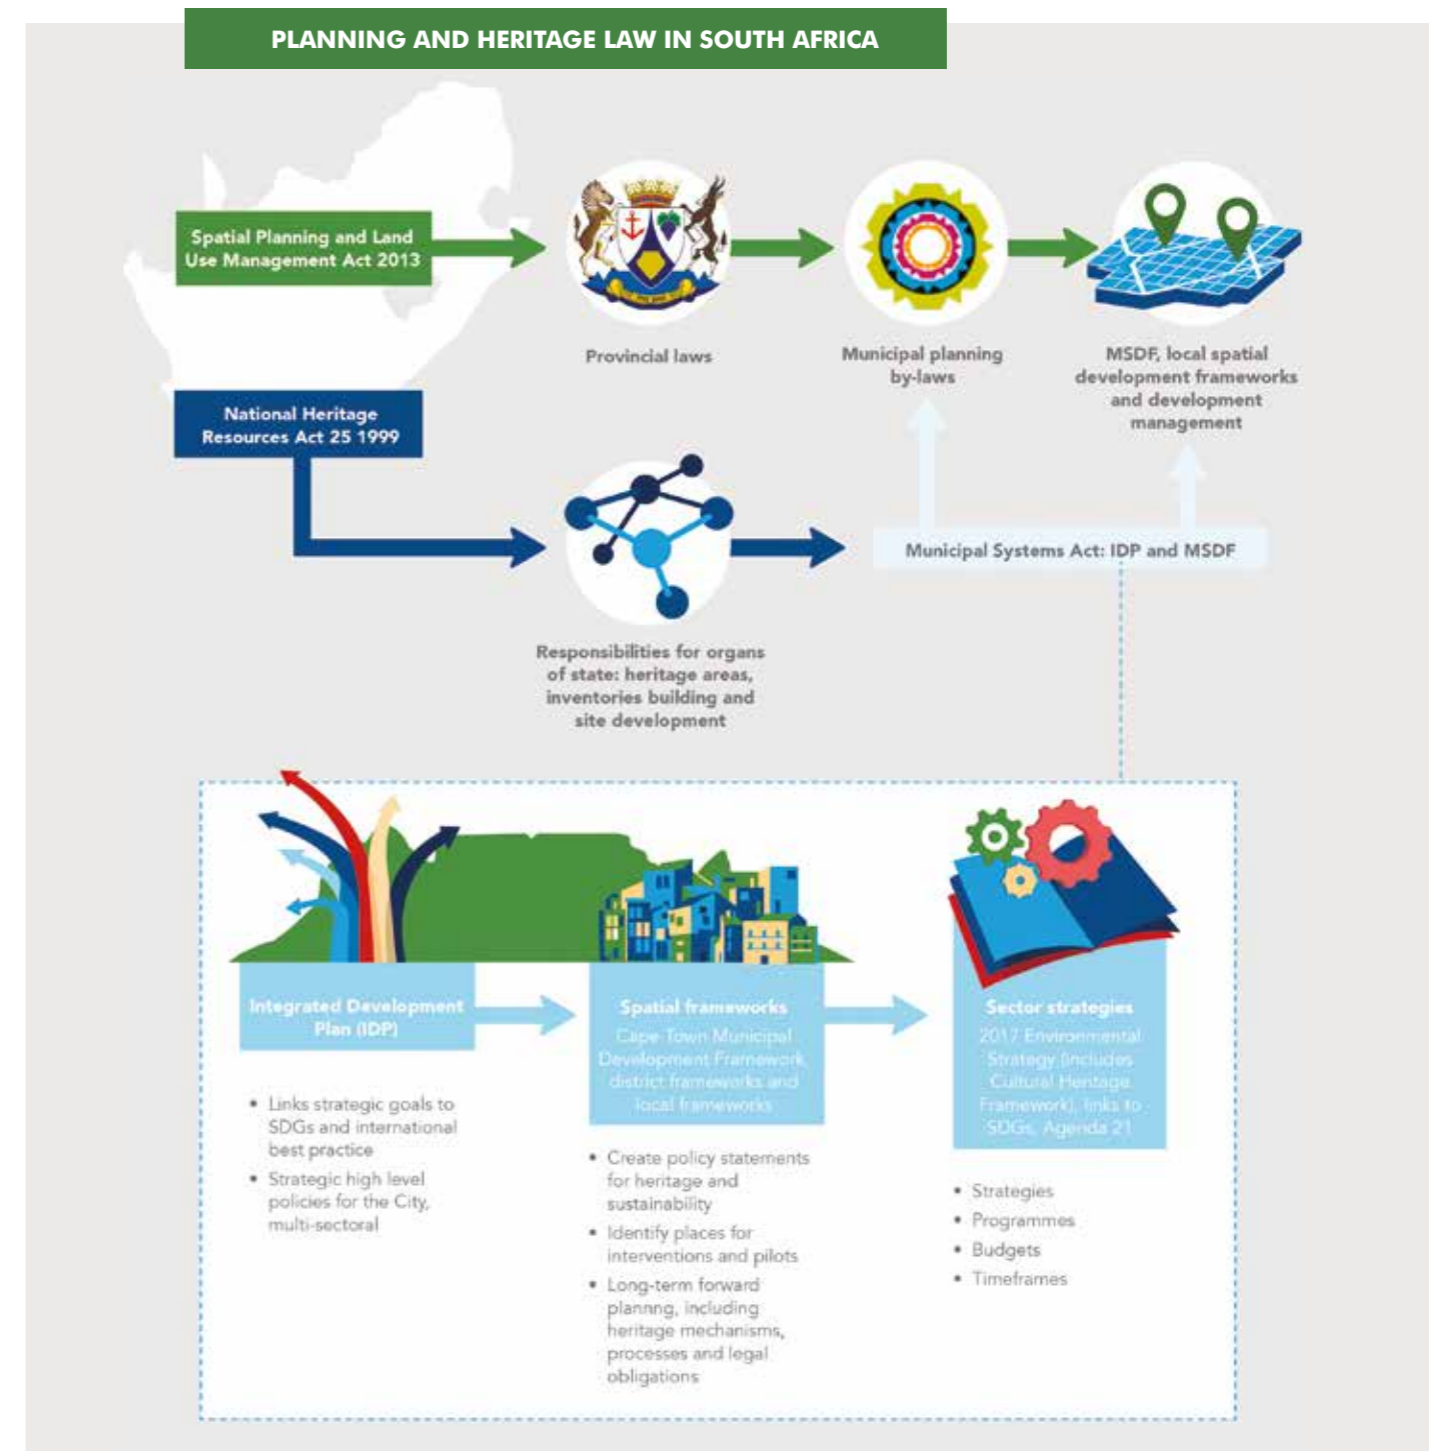 PLANNING AND HERITAGE LAW IN SOUTH AFRICA
Spatial Planning and Land
Use Management Act 2013
Provincial laws
Municipal planning
by-laws
MSDF, local spatial
development frameworks
and development
management
National Heritage
Resources Act 25 1999
Responsibilities for organs
of state: heritage areas,
inventories building and
site development
Municipal Systems Act: IDP and MSDF
Integrated Development
Plan (IDP)
• Links strategic goals to
SDGs and international
best practice
• Strategic high level
policies for the City,
multi-sectoral
Spatial frameworks
Cape Town Municipal
Development Framework,
district frameworks and
local frameworks
• Create policy statements
for heritage and
sustainability
• Identify places for
interventions and pilots
• Long-term forward
plannng, including
heritage mechanisms,
processes and legal
obligations
Sector strategies
2017 Environmental
Strategy (includes
Cultural Heritage
Framework), links to
SDGs, Agenda 21
• Strategies
• Programmes
• Budgets
• Timeframes